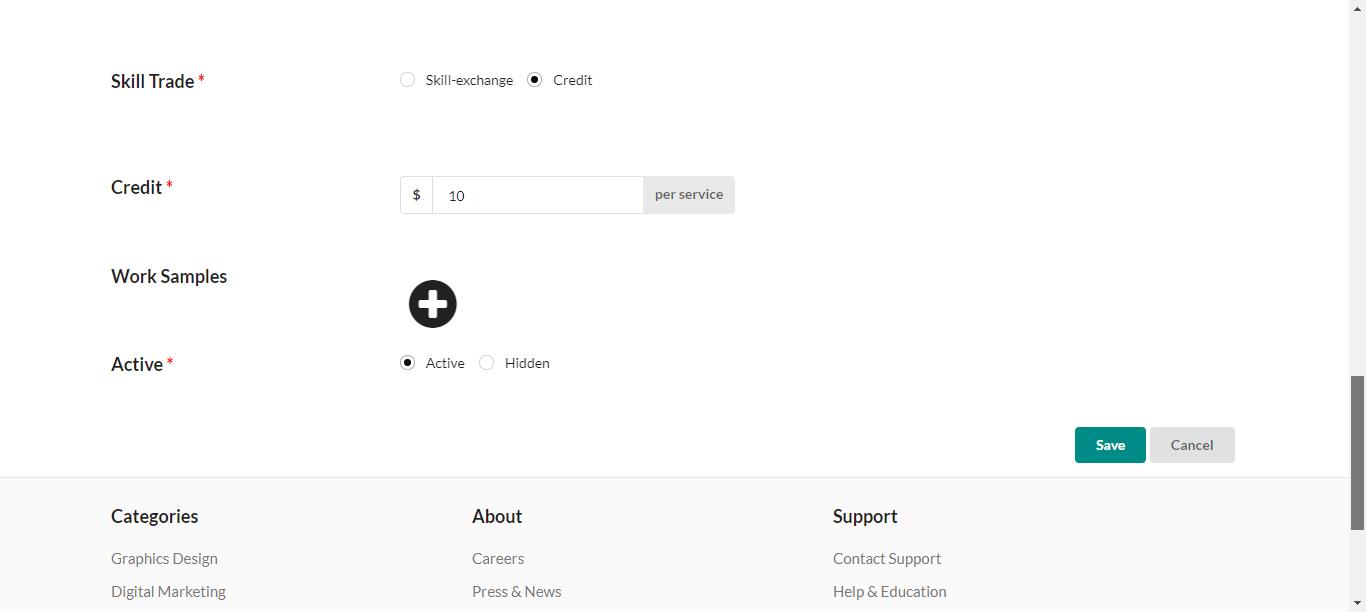 Skill Trade * Skill-exchange Credit
Credit * $ 10 per service
Work Samples
Active * Active Hidden
Save Cancel
Categories About Support
Graphics Design Careers Contact Support
Digital Marketing Press & News Help & Education